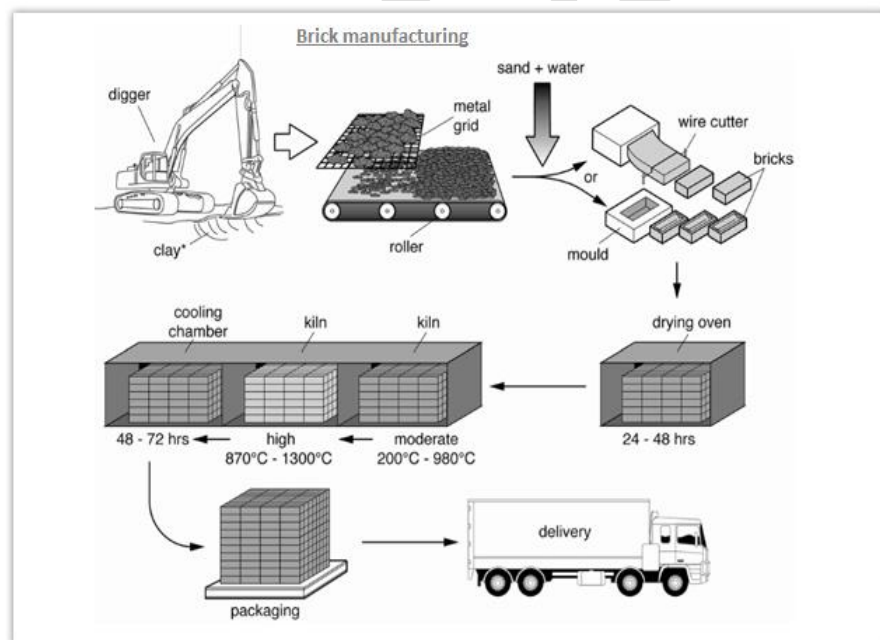 Brick manufacturing
digger
clay*
metal
grid
roller
sand + water
or
wire cutter
bricks
mould
drying oven
24 - 48 hrs
cooling
chamber
kiln
kiln
48 - 72 hrs
high
870°C - 1300°C
moderate
200°C - 980°C
packaging
delivery